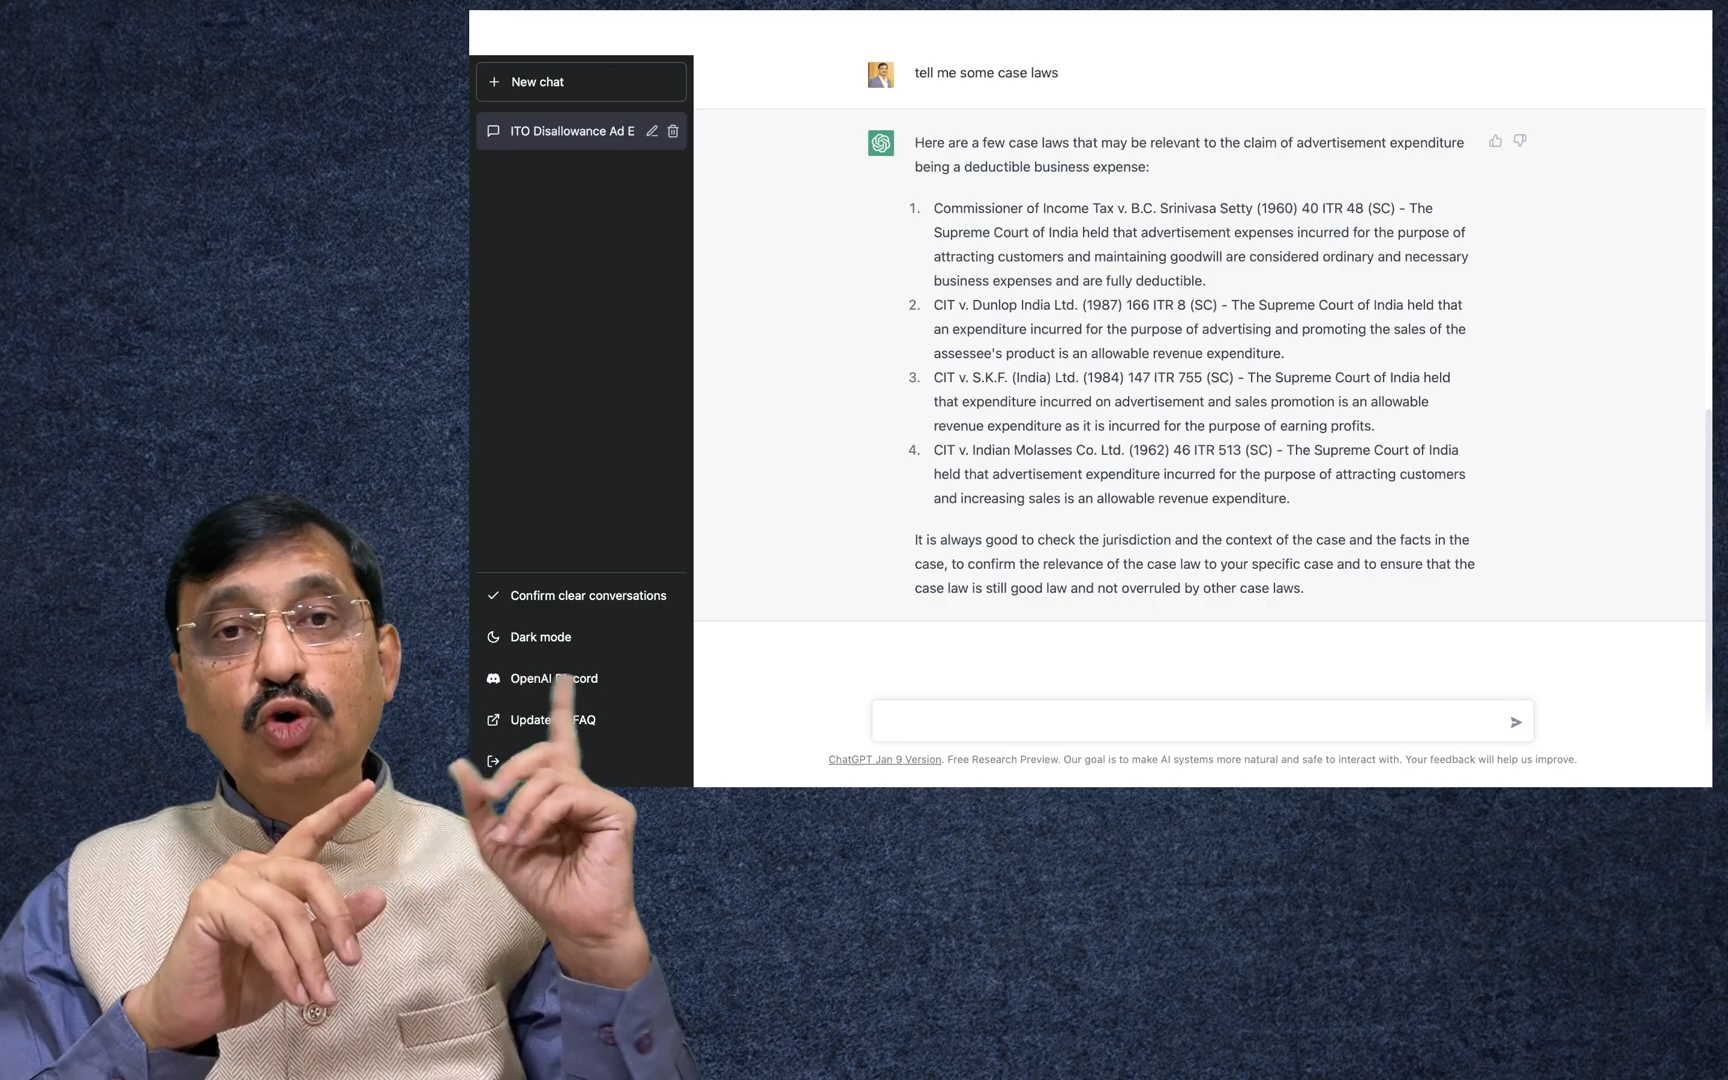 New chat
ITO Disallowance Ad E
Confirm clear conversations
Dark mode
OpenAI
Update FAQ
tell me some case laws
Here are a few case laws that may be relevant to the claim of advertisement expenditure
being a deductible business expense:
1. Commissioner of Income Tax v. B.C. Srinivasa Setty (1960) 40 ITR 48 (SC) - The
Supreme Court of India held that advertisement expenses incurred for the purpose of
attracting customers and maintaining goodwill are considered ordinary and necessary
business expenses and are fully deductible.
2. CIT v. Dunlop India Ltd. (1987) 166 ITR 8 (SC) - The Supreme Court of India held that
an expenditure incurred for the purpose of advertising and promoting the sales of the
assessee's product is an allowable revenue expenditure.
3. CIT v. S.K.F. (India) Ltd. (1984) 147 ITR 755 (SC) - The Supreme Court of India held
that expenditure incurred on advertisement and sales promotion is an allowable
revenue expenditure as it is incurred for the purpose of earning profits.
4. CIT v. Indian Molasses Co. Ltd. (1962) 46 ITR 513 (SC) - The Supreme Court of India
held that advertisement expenditure incurred for the purpose of attracting customers
and increasing sales is an allowable revenue expenditure.
It is always good to check the jurisdiction and the context of the case and the facts in the
case, to confirm the relevance of the case law to your specific case and to ensure that the
case law is still good law and not overruled by other case laws.
ChatGPT Jan 9 Version. Free Research Preview. Our goal is to make AI systems more natural and safe to interact with. Your feedback will help us improve.